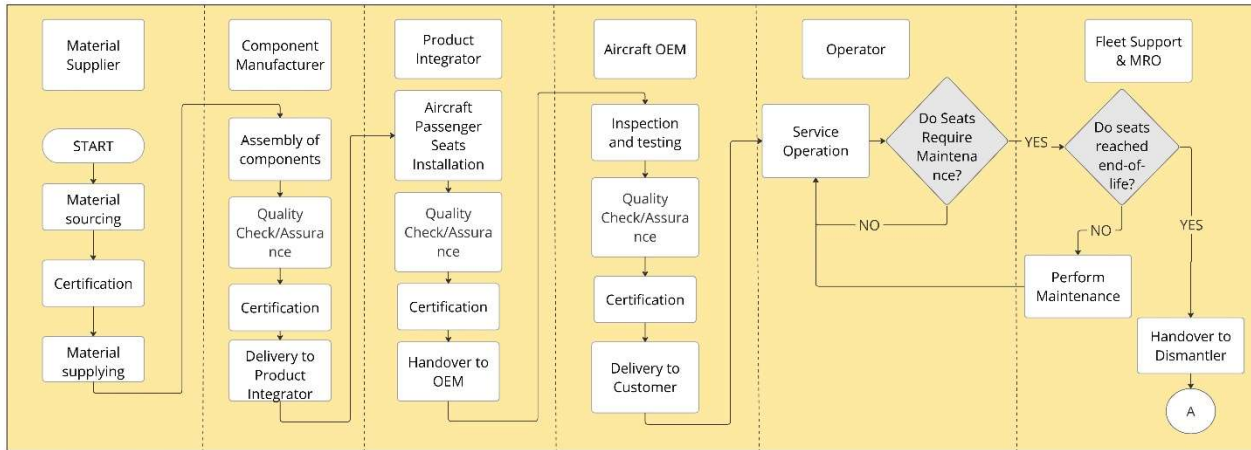 Material
Supplier
START
Material
sourcing
Certification
Material
supplying
Component
Manufacturer
Assembly of
components
Quality
Check/Assura
nce
Certification
Delivery to
Product
Integrator
Product
Integrator
Aircraft
Passenger
Seats
Installation
Quality
Check/Assura
nce
Certification
Handover to
OEM
Aircraft OEM
Inspection
and testing
Quality
Check/Assura
nce
Certification
Delivery to
Customer
Operator
Service
Operation
Do Seats
Require
Maintena
nce?
YES
NO
Fleet Support
& MRO
Do seats
reached
end-of-
life?
NO
YES
Perform
Maintenance
Handover to
Dismantler
A